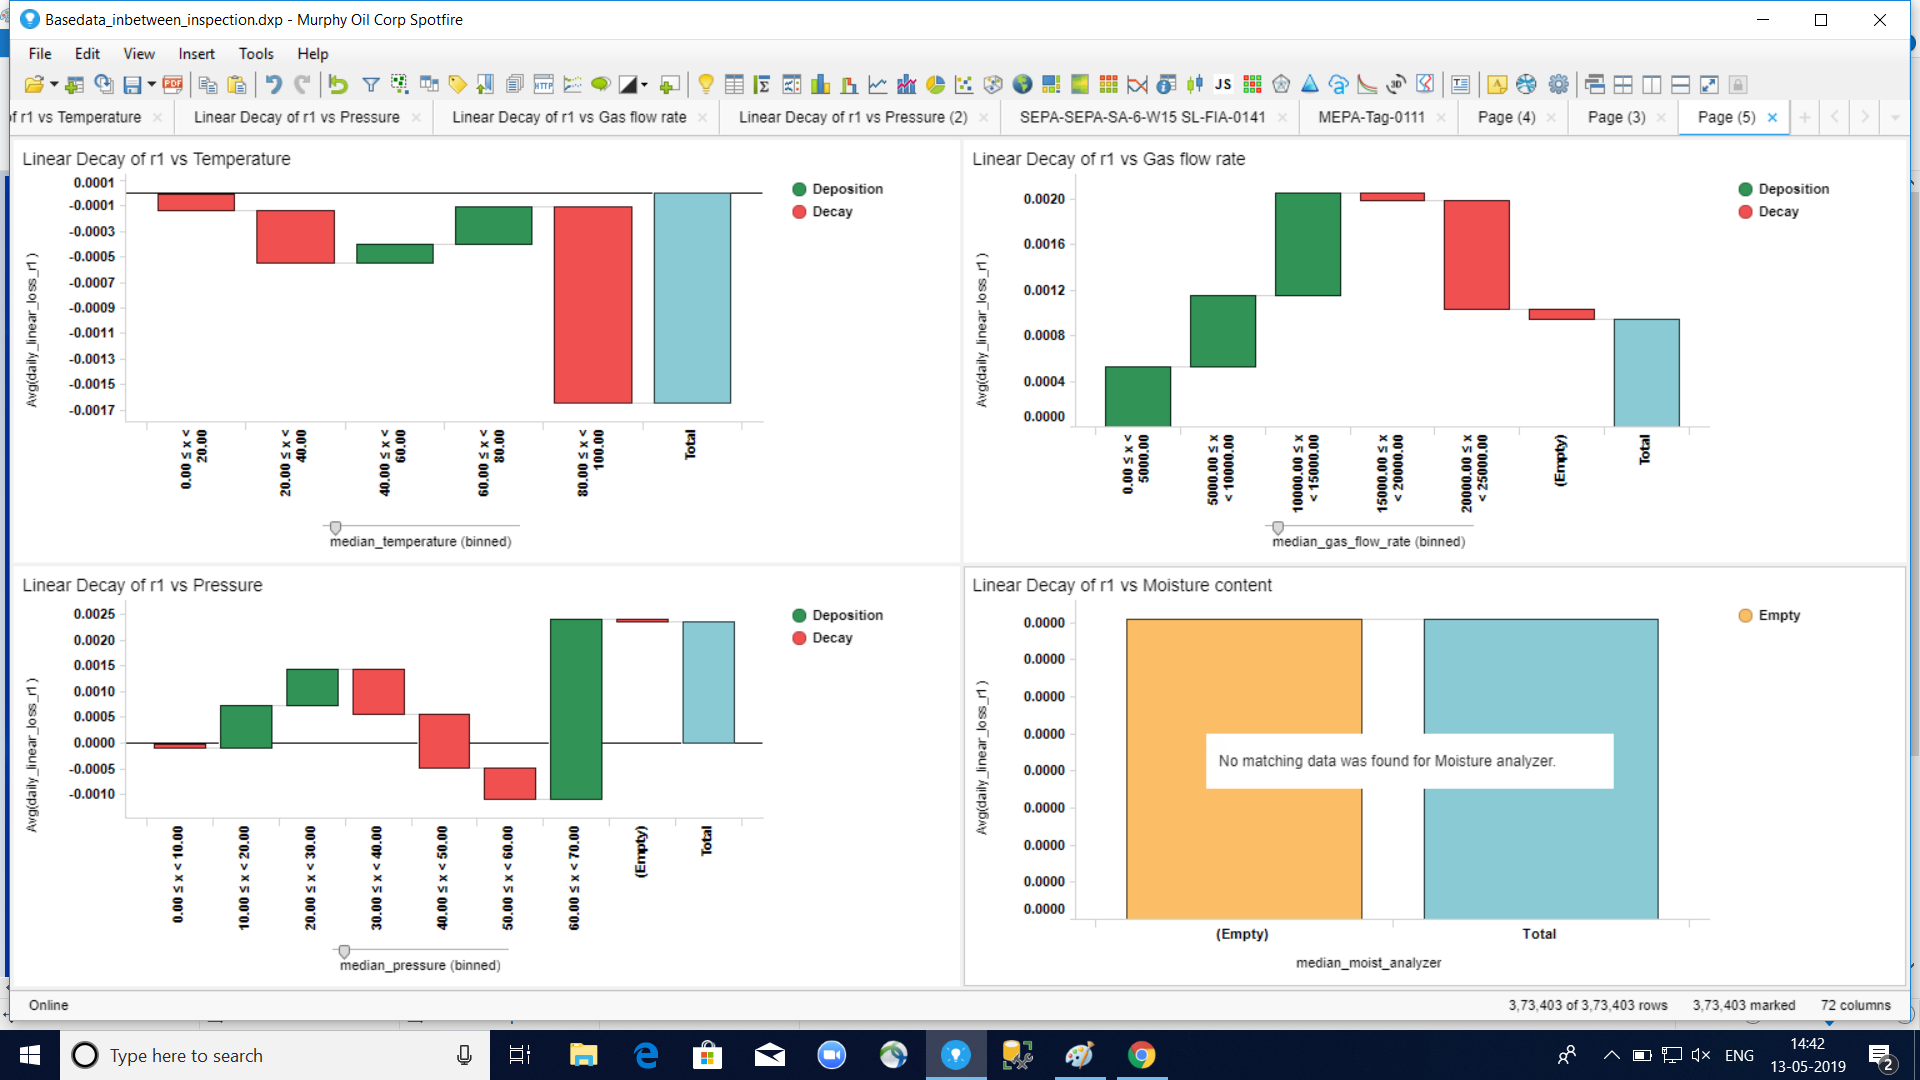 Basedata_inbetween_inspection.dxp - Murphy Oil Corp Spotfire
File Edit View Insert Tools Help
PDF HTTP JS 3D
f r1 vs Temperature Linear Decay of r1 vs Pressure Linear Decay of r1 vs Gas flow rate Linear Decay of r1 vs Pressure (2) SEPA-SEPA-SA-6-W15 SL-FIA-0141 MEPA-Tag-0111 Page (4) Page (3) Page (5)
Linear Decay of r1 vs Temperature
0.0001
-0.0001
-0.0003
-0.0005
-0.0007
-0.0009
-0.0011
-0.0013
-0.0015
-0.0017
Avg(daily_linear_loss_r1)
0.00 ≤ x <
20.00
20.00 ≤ x <
40.00
40.00 ≤ x <
60.00
60.00 ≤ x <
80.00
80.00 ≤ x <
100.00
Total
median_temperature (binned)
Deposition
Decay
Linear Decay of r1 vs Gas flow rate
0.0020
0.0016
0.0012
0.0008
0.0004
0.0000
Avg(daily_linear_loss_r1)
0.00 ≤ x <
5000.00
5000.00 ≤ x
< 10000.00
10000.00 ≤ x
< 15000.00
15000.00 ≤ x
< 20000.00
20000.00 ≤ x
< 25000.00
(Empty)
Total
median_gas_flow_rate (binned)
Deposition
Decay
Linear Decay of r1 vs Pressure
0.0025
0.0020
0.0015
0.0010
0.0005
0.0000
-0.0005
-0.0010
Avg(daily_linear_loss_r1)
0.00 ≤ x < 10.00
10.00 ≤ x < 20.00
20.00 ≤ x < 30.00
30.00 ≤ x < 40.00
40.00 ≤ x < 50.00
50.00 ≤ x < 60.00
60.00 ≤ x < 70.00
(Empty)
Total
median_pressure (binned)
Deposition
Decay
Linear Decay of r1 vs Moisture content
0.0000
0.0000
0.0000
0.0000
0.0000
0.0000
0.0000
0.0000
0.0000
Avg(daily_linear_loss_r1)
No matching data was found for Moisture analyzer.
(Empty)
Total
median_moist_analyzer
Empty
Online 3,73,403 of 3,73,403 rows 3,73,403 marked 72 columns
Type here to search
ENG
14:42
13-05-2019
2